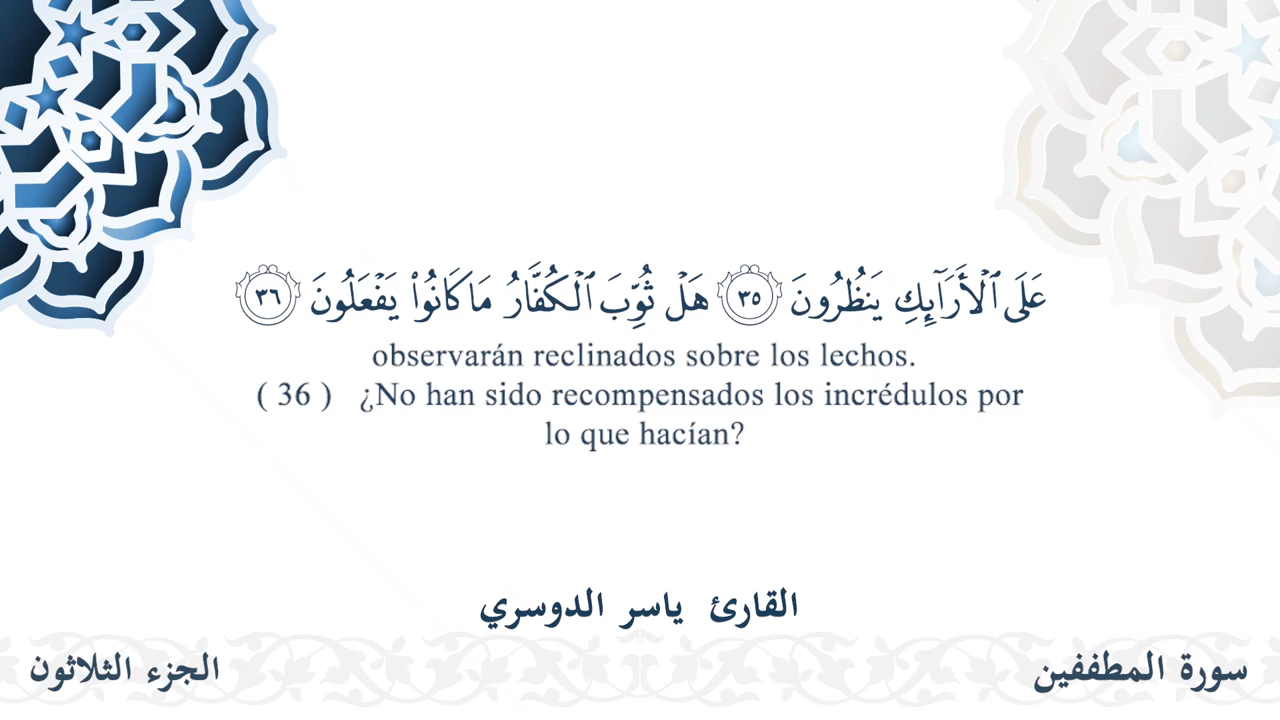 عَلَى ٱلْأَرَآئِكِ يَنظُرُونَ ٣٥ هَلْ ثُوِّبَ ٱلْكُفَّارُ مَا كَانُوا۟ يَفْعَلُونَ ٣٦
observarán reclinados sobre los lechos.
( 36 ) ¿No han sido recompensados los incrédulos por
lo que hacían?
القارئ ياسر الدوسري
سورة المطففين
الجزء الثلاثون